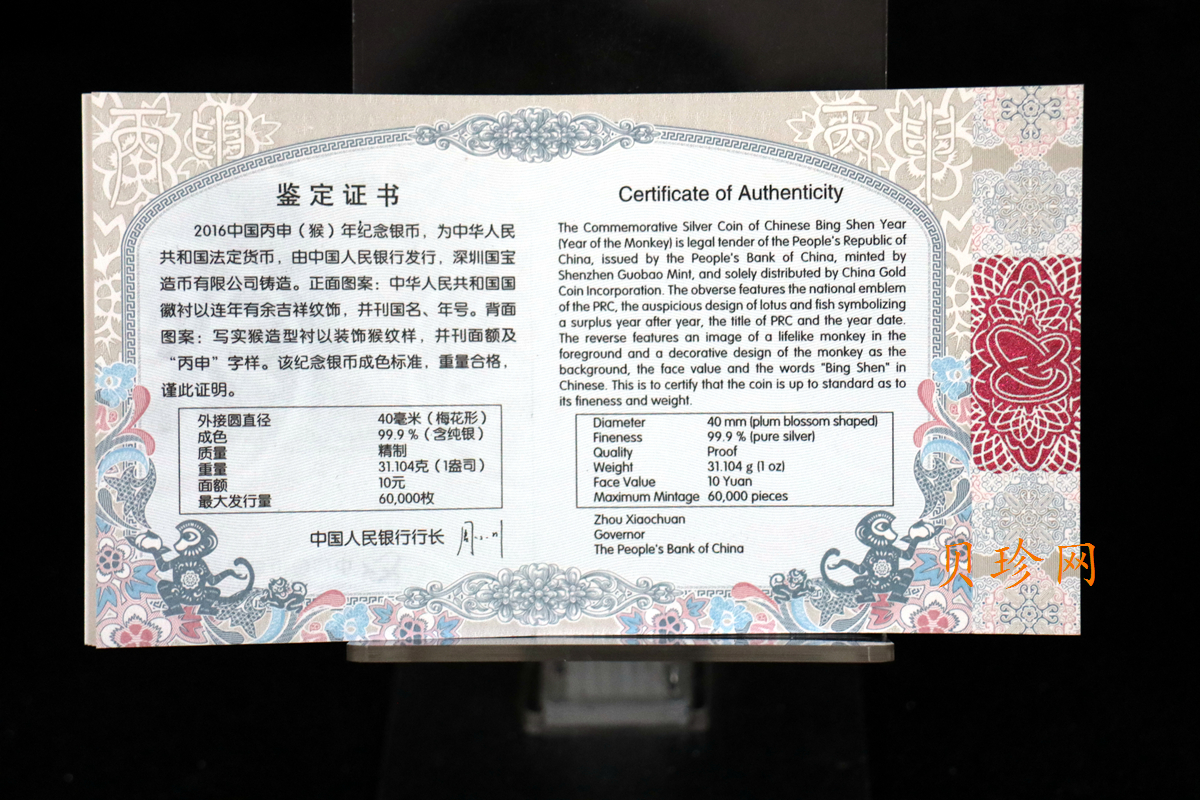 鉴定证书
2016中国丙申（猴）年纪念银币，为中华人民
共和国法定货币，由中国人民银行发行，深圳国宝
造币有限公司铸造。正面图案：中华人民共和国国
徽衬以连年有余吉祥纹饰，并刊国名、年号。背面
图案：写实猴造型衬以装饰猴纹样，并刊面额及
“丙申”字样。该纪念银币成色标准，重量合格，
谨此证明。
外接圆直径 40毫米（梅花形）
成色 99.9％（含纯银）
质量 精制
重量 31.104克（1盎司）
面额 10元
最大发行量 60,000枚
中国人民银行行长
Certificate of Authenticity
The Commemorative Silver Coin of Chinese Bing Shen Year
(Year of the Monkey) is legal tender of the People's Republic of
China, issued by the People's Bank of China, minted by
Shenzhen Guobao Mint, and solely distributed by China Gold
Coin Incorporation. The obverse features the national emblem
of the PRC, the auspicious design of lotus and fish symbolizing
a surplus year after year, the title of PRC and the year date.
The reverse features an image of a lifelike monkey in the
foreground and a decorative design of the monkey as the
background, the face value and the words "Bing Shen" in
Chinese. This is to certify that the coin is up to standard as to
its fineness and weight.
Diameter 40 mm (plum blossom shaped)
Fineness 99.9 % (pure silver)
Quality Proof
Weight 31.104 g (1 oz)
Face Value 10 Yuan
Maximum Mintage 60,000 pieces
Zhou Xiaochuan
Governor
The People's Bank of China
贝珍网